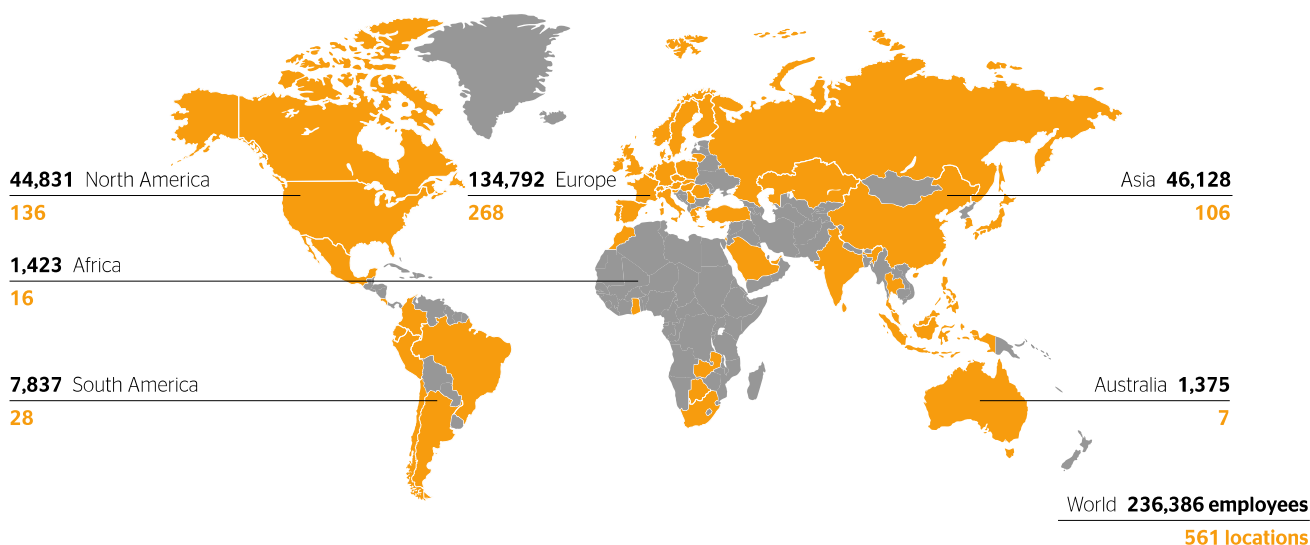 44,831 North America
136
134,792 Europe
268
Asia 46,128
106
1,423 Africa
16
7,837 South America
28
Australia 1,375
7
World 236,386 employees
561 locations